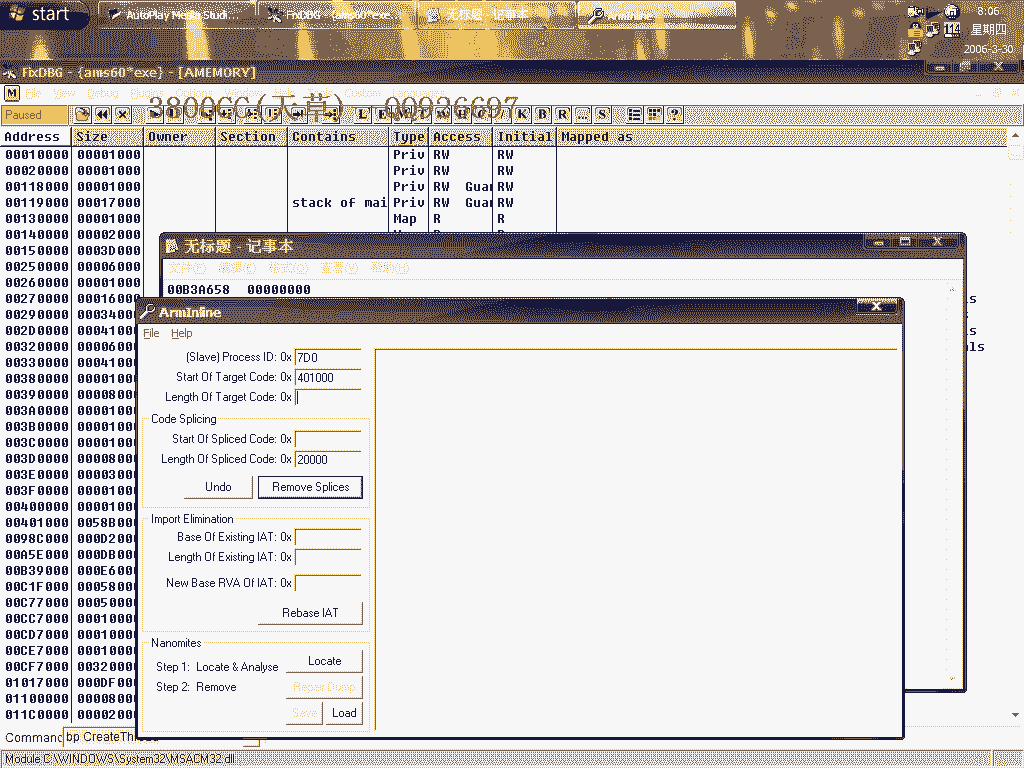 start
AutoPlay Media Studi...
FixDBG - {ams60*exe...
无标题 - 记事本
ArmInline
8:06
星期四
2006-3-30
FixDBG - {ams60*exe} - [AMEMORY]
3800CC(天草) - 00936697
Paused
Address Size Owner Section Contains Type Access Initial Mapped as
00010000 00001000 Priv RW RW
00020000 00001000 Priv RW RW
00118000 00001000 Priv RW Guar RW
00119000 00017000 stack of mai Priv RW Guar RW
00130000 00001000 Map R R
00140000 00002000
00150000 0003D000
00250000 00006000
00260000 00001000
00270000 00016000
00290000 00034000
002D0000 00041000
00320000 00006000
00330000 00041000
00380000 00001000
00390000 00008000
003A0000 00001000
003B0000 00001000
003C0000 00001000
003D0000 00008000
003E0000 00003000
003F0000 00001000
00400000 00001000
00401000 0058B000
0098C000 000D2000
00A5E000 000DB000
00B39000 000E6000
00C1F000 00058000
00C77000 00050000
00CC7000 00010000
00CD7000 00010000
00CE7000 00010000
00CF7000 00320000
01017000 000DF000
01100000 00008000
011C0000 00002000
无标题 - 记事本
文件(F) 编辑(E) 格式(O) 查看(V) 帮助(H)
00B3A658 00000000
ArmInline
File Help
(Slave) Process ID: 0x 7D0
Start Of Target Code: 0x 401000
Length Of Target Code: 0x
Code Splicing
Start Of Spliced Code: 0x
Length Of Spliced Code: 0x 20000
Undo Remove Splices
Import Elimination
Base Of Existing IAT: 0x
Length Of Existing IAT: 0x
New Base RVA Of IAT: 0x
Rebase IAT
Nanomites
Step 1: Locate & Analyse Locate
Step 2: Remove Repair Dump
Save Load
Command bp CreateThread
Module C:\WINDOWS\System32\MSACM32.dll